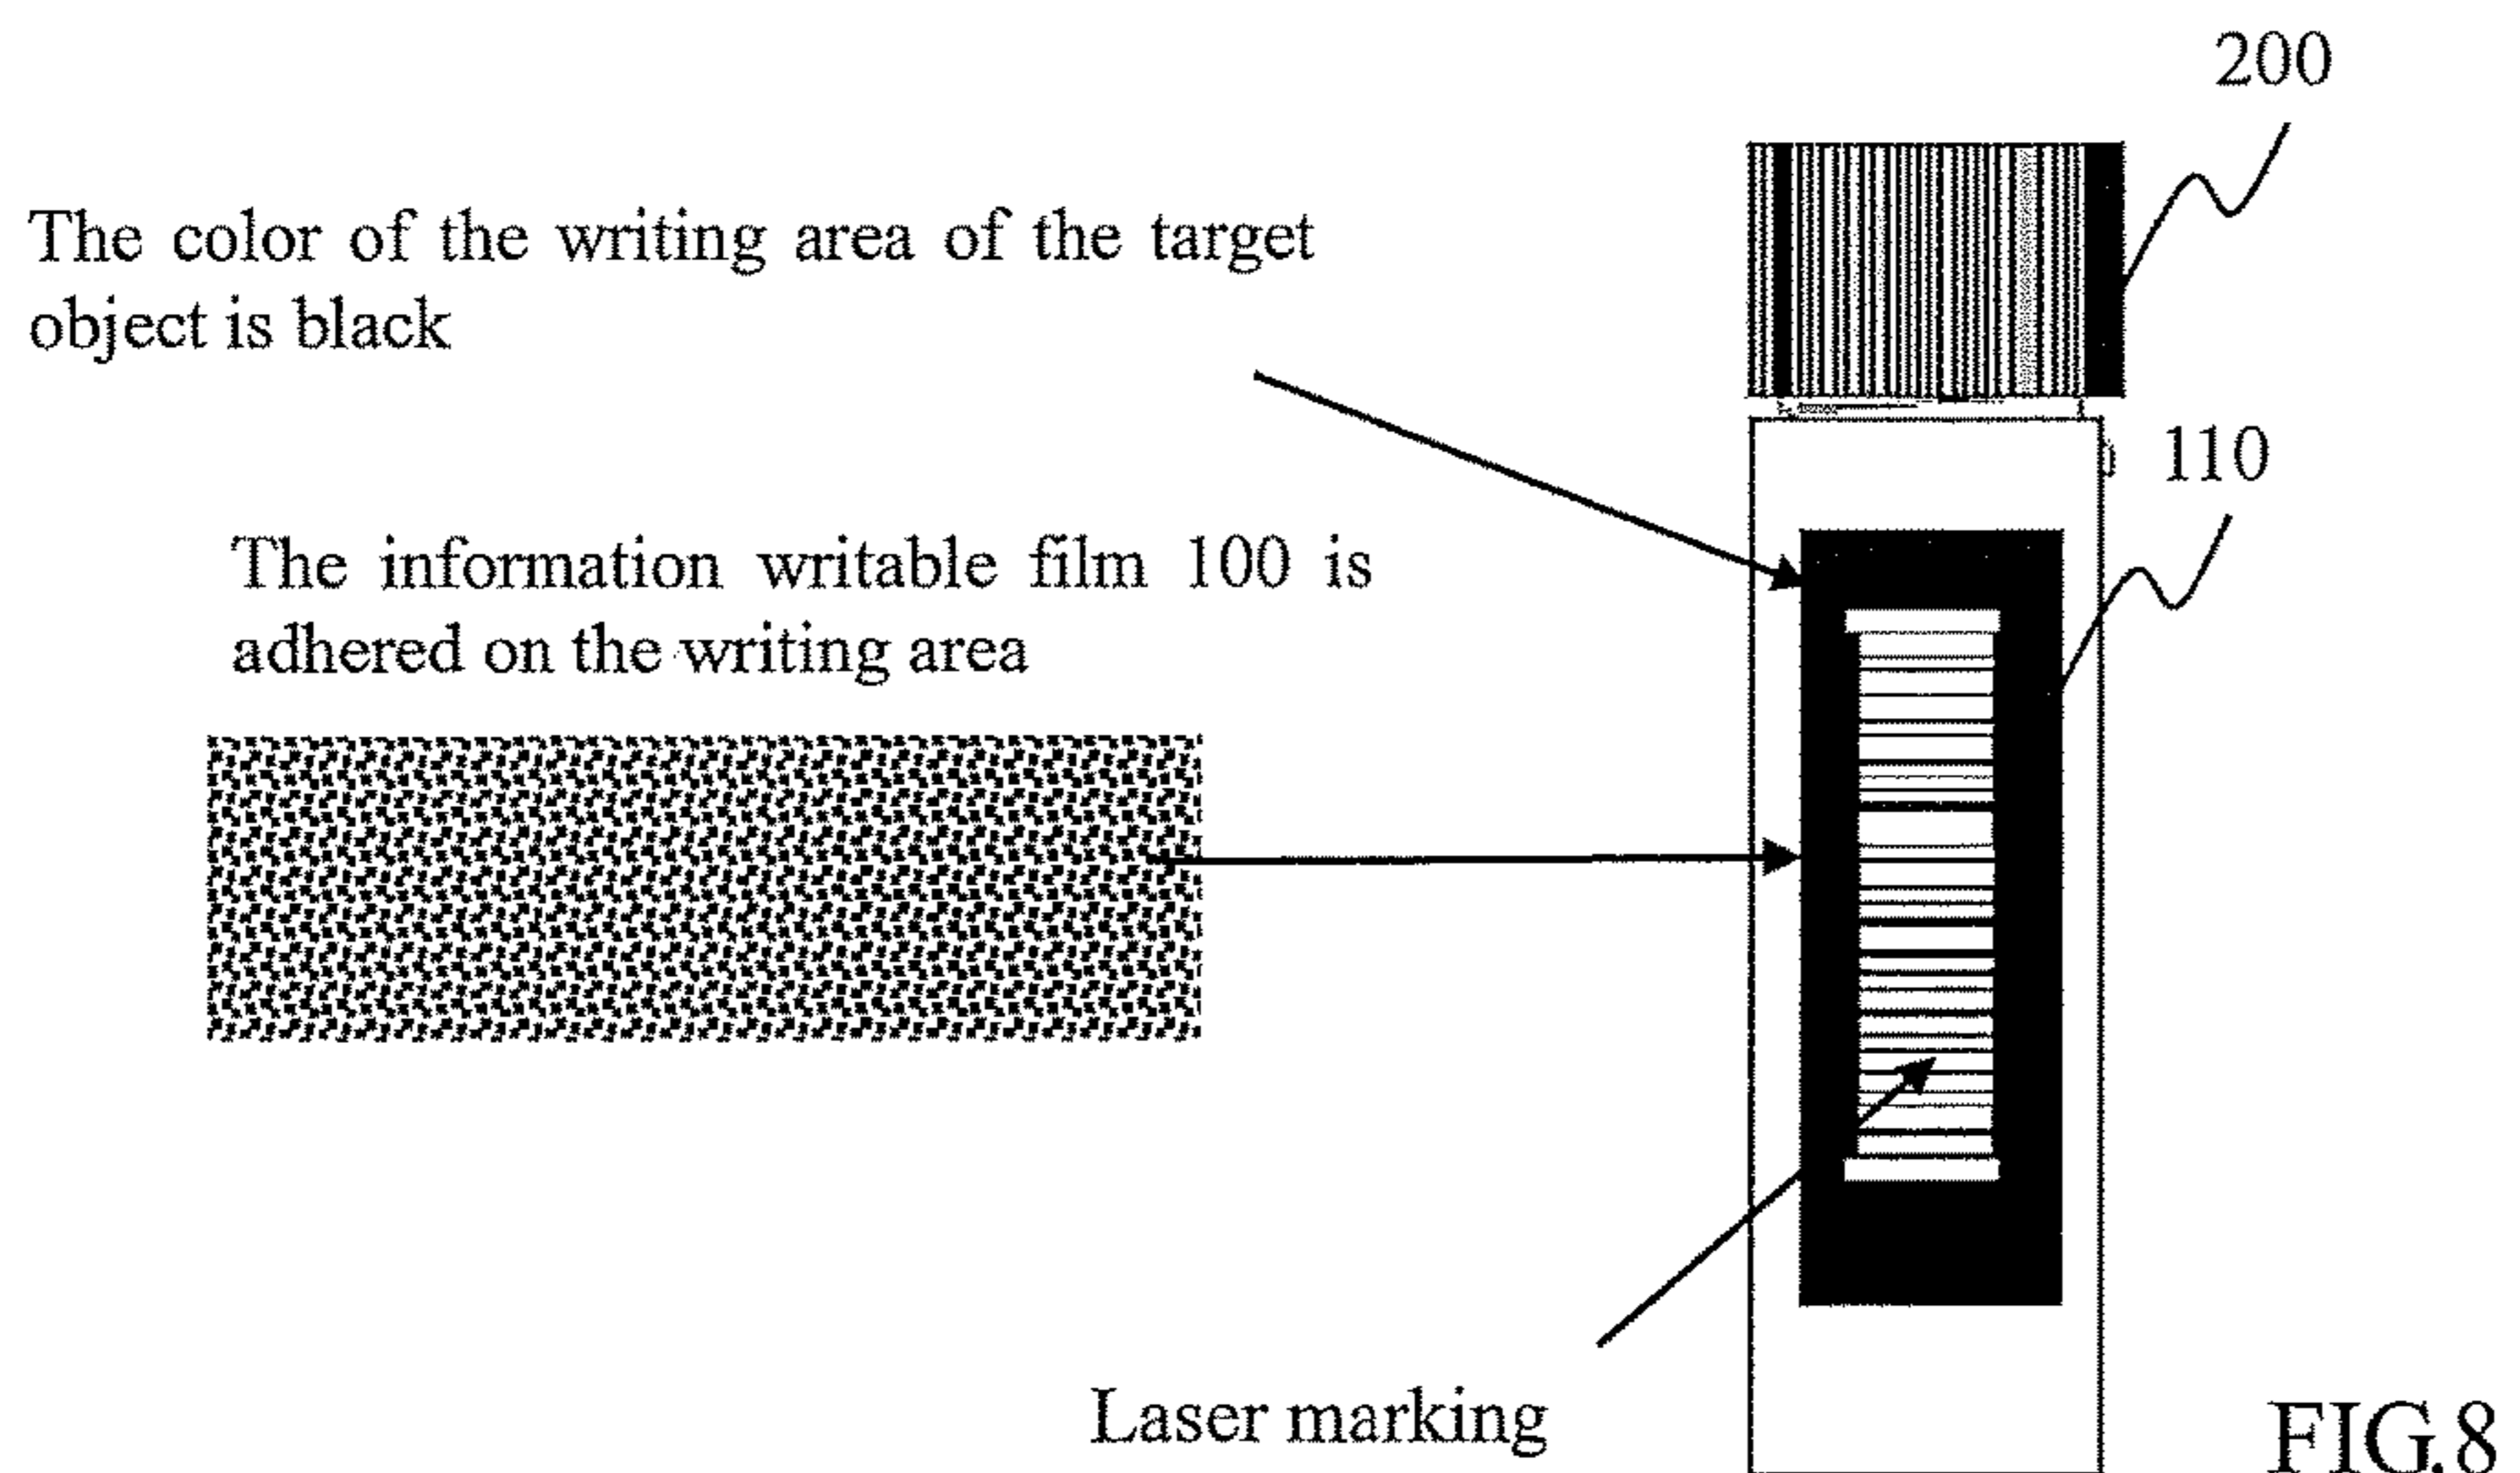 200
The color of the writing area of the target
object is black
110
The information writable film 100 is
adhered on the writing area
Laser marking
FIG.8